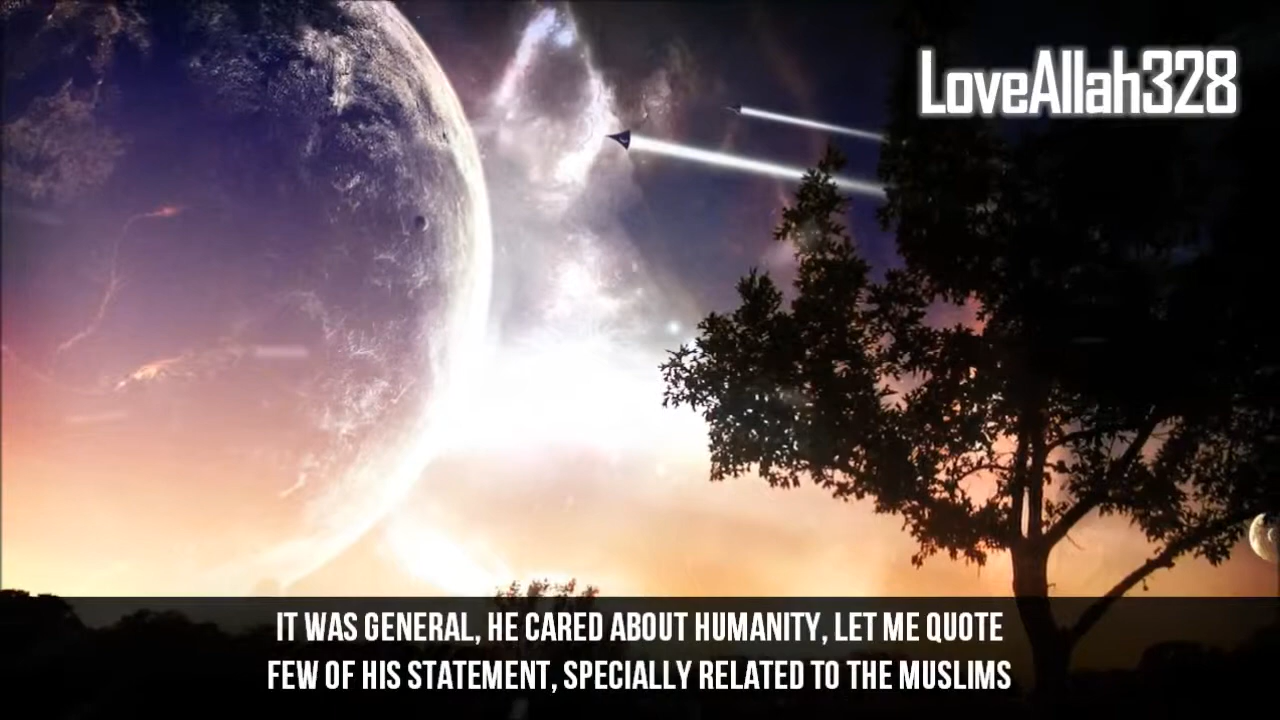 LoveAllah328
IT WAS GENERAL, HE CARED ABOUT HUMANITY, LET ME QUOTE
FEW OF HIS STATEMENT, SPECIALLY RELATED TO THE MUSLIMS